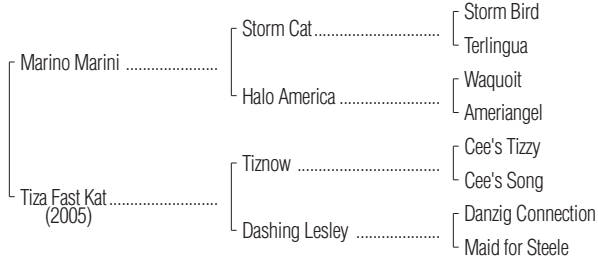 Storm Bird
Storm Cat
Terlingua
Marino Marini
Waquoit
Halo America
Ameriangel
Cee's Tizzy
Tiznow
Cee's Song
Tiza Fast Kat
(2005)
Danzig Connection
Dashing Lesley
Maid for Steele